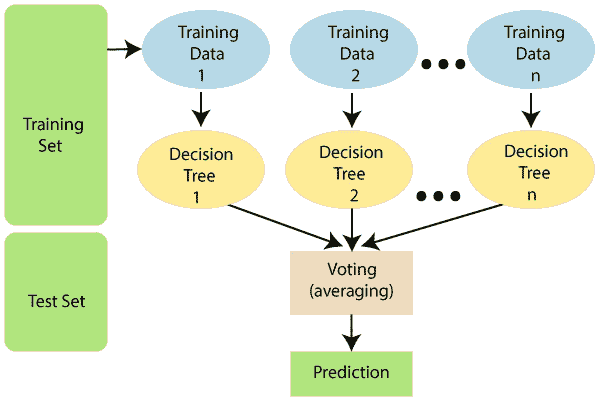 Training
Set
Training
Data
1
Training
Data
2
Training
Data
n
Decision
Tree
1
Decision
Tree
2
Decision
Tree
n
Test Set
Voting
(averaging)
Prediction